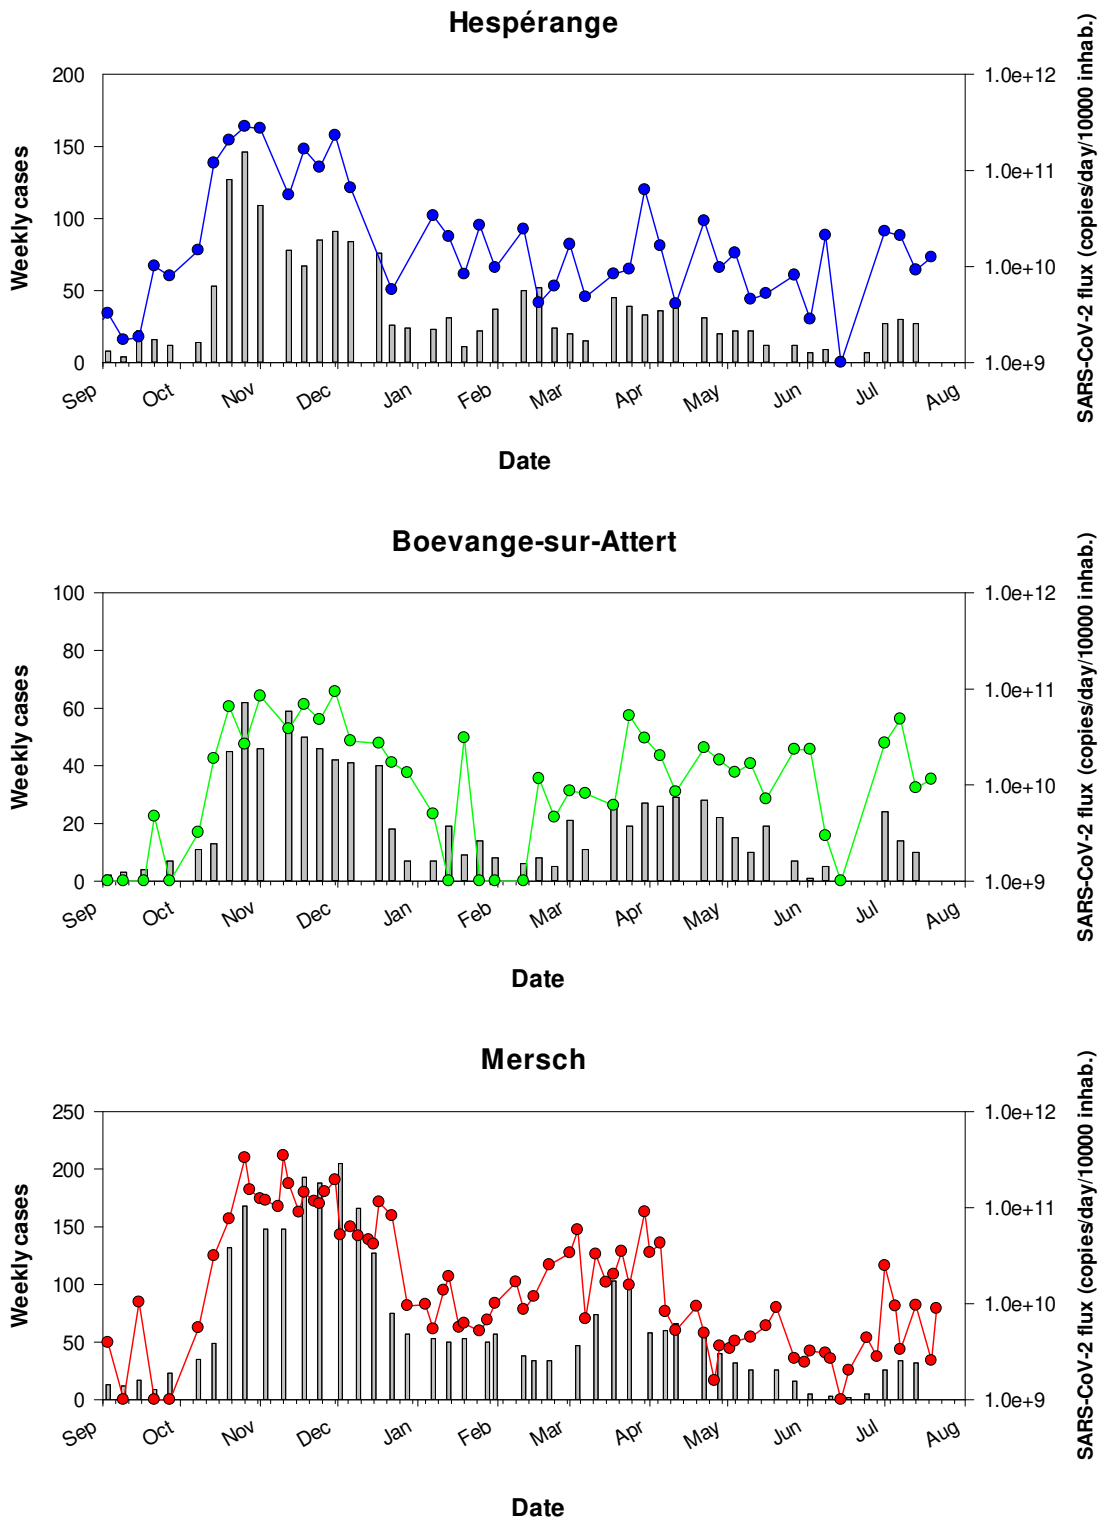 Hespérange
200
150
100
50
0
Weekly cases
1.0e+12
1.0e+11
1.0e+10
1.0e+9
SARS-CoV-2 flux (copies/day/10000 inhab.)
Sep Oct Nov Dec Jan Feb Mar Apr May Jun Jul Aug
Date
Boevange-sur-Attert
100
80
60
40
20
0
Weekly cases
1.0e+12
1.0e+11
1.0e+10
1.0e+9
SARS-CoV-2 flux (copies/day/10000 inhab.)
Sep Oct Nov Dec Jan Feb Mar Apr May Jun Jul Aug
Date
Mersch
250
200
150
100
50
0
Weekly cases
1.0e+12
1.0e+11
1.0e+10
1.0e+9
SARS-CoV-2 flux (copies/day/10000 inhab.)
Sep Oct Nov Dec Jan Feb Mar Apr May Jun Jul Aug
Date